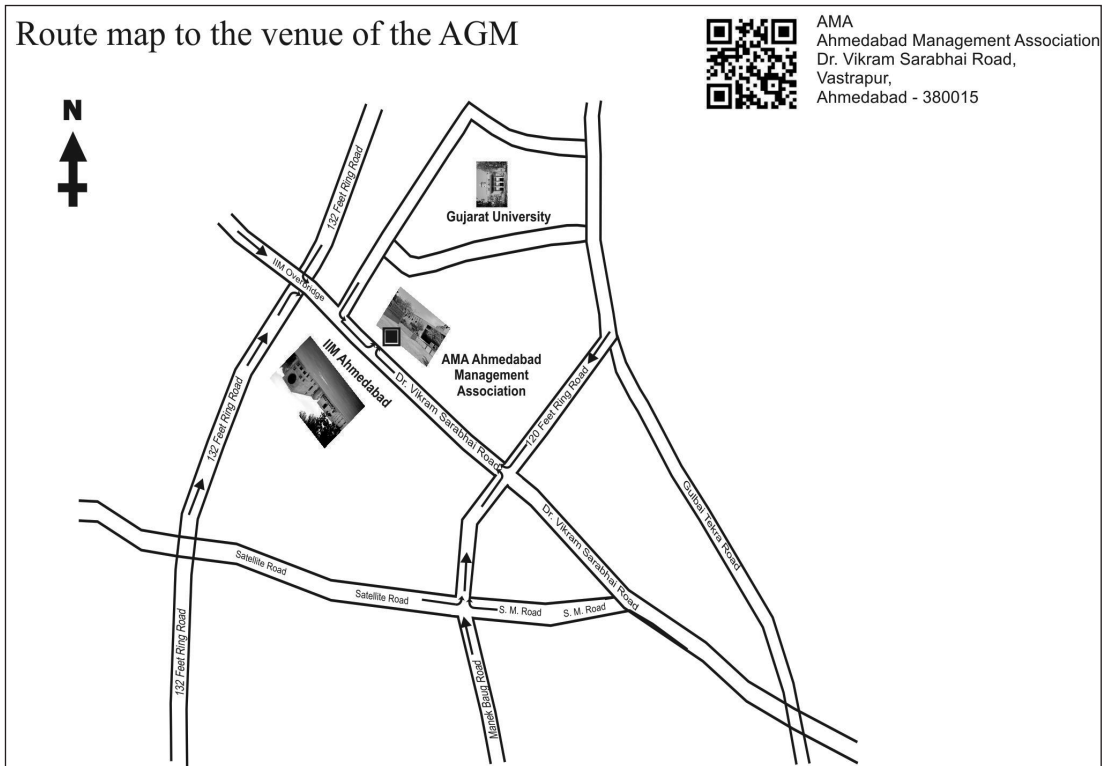 Route map to the venue of the AGM
AMA
Ahmedabad Management Association
Dr. Vikram Sarabhai Road,
Vastrapur,
Ahmedabad - 380015
N
132 Feet Ring Road
Gujarat University
IIM Overbridge
IIM Ahmedabad
AMA Ahmedabad
Management
Association
132 Feet Ring Road
Dr. Vikram Sarabhai Road
120 Feet Ring Road
Gulbai Tekra Road
Dr. Vikram Sarabhai Road
Satellite Road
Satellite Road
S. M. Road
S. M. Road
132 Feet Ring Road
Manek Bauq Road